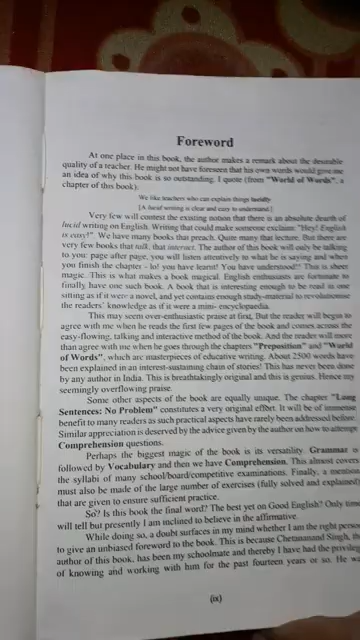 Foreword
At one place in this book, the author makes a remark about the desirable
quality of a teacher. He might not have foreseen that his own words would give me
an idea of why this book is so outstanding. I quote (from "World of Words", a
chapter of this book).
We like teachers who can explain things lucidly
[A lucid writing is clear and easy to understand.]
Very few will contest the existing notion that there is an absolute dearth of
lucid writing on English. Writing that could make someone exclaim: "Hey! English
is easy!". We have many books that preach. Quite many that lecture. But there are
very few books that talk, that interact. The author of this book will only be talking
to you; page after page, you will listen attentively to what he is saying and when
you finish the chapter - lo! you have learnt! You have understood!! This is sheer
magic. This is what makes a book magical. English enthusiasts are fortunate to
finally have one such book. A book that is interesting enough to be read in one
sitting as if it were a novel, and yet contains enough study-material to revolutionise
the readers' knowledge as if it were a mini-encyclopaedia.
This may seem over-enthusiastic praise at first. But the reader will begin to
agree with me when he reads the first few pages of the book and comes across the
easy-flowing, talking and interactive method of the book. And the reader will more
than agree with me when he goes through the chapters "Preposition" and "World
of Words", which are masterpieces of educative writing. About 2500 words have
been explained in an interest-sustaining chain of stories! This has never been done
by any author in India. This is breathtakingly original and this is genius. Hence my
seemingly overflowing praise.
Some other aspects of the book are equally unique. The chapter "Long
Sentences: No Problem" constitutes a very original effort. It will be of immense
benefit to many readers as such practical aspects have rarely been addressed before.
Similar appreciation is deserved by the advice given by the author on how to attempt
Comprehension questions.
Perhaps the biggest magic of the book is its versatility. Grammar is
followed by Vocabulary and then we have Comprehension. This almost covers
the syllabi of many school/board/competitive examinations. Finally, a mention
must also be made of the large number of exercises (fully solved and explained)
that are given to ensure sufficient practice.
So? Is this book the final word? The best yet on Good English? Only time
will tell but presently I am inclined to believe in the affirmative.
While doing so, a doubt surfaces in my mind whether I am the right person
to give an unbiased foreword to the book. This is because Chetananand Singh, the
author of this book, has been my schoolmate and thereby I have had the privilege
of knowing and working with him for the past fourteen years or so. He was
(ix)